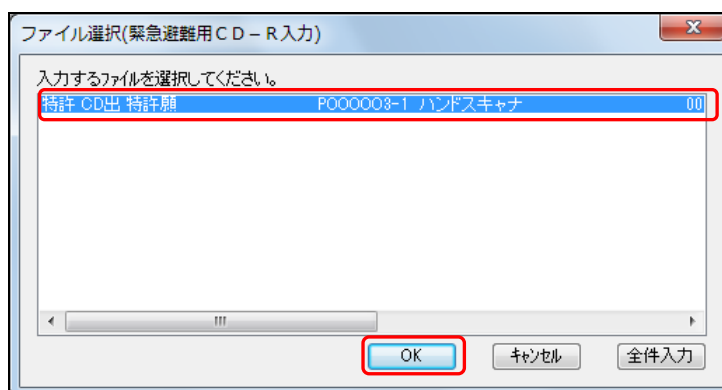 ファイル選択(緊急避難用CD－R入力)
入力するファイルを選択してください。
特許 CD出 特許願 P000003-1 ハンドスキャナ 00
OK キャンセル 全件入力